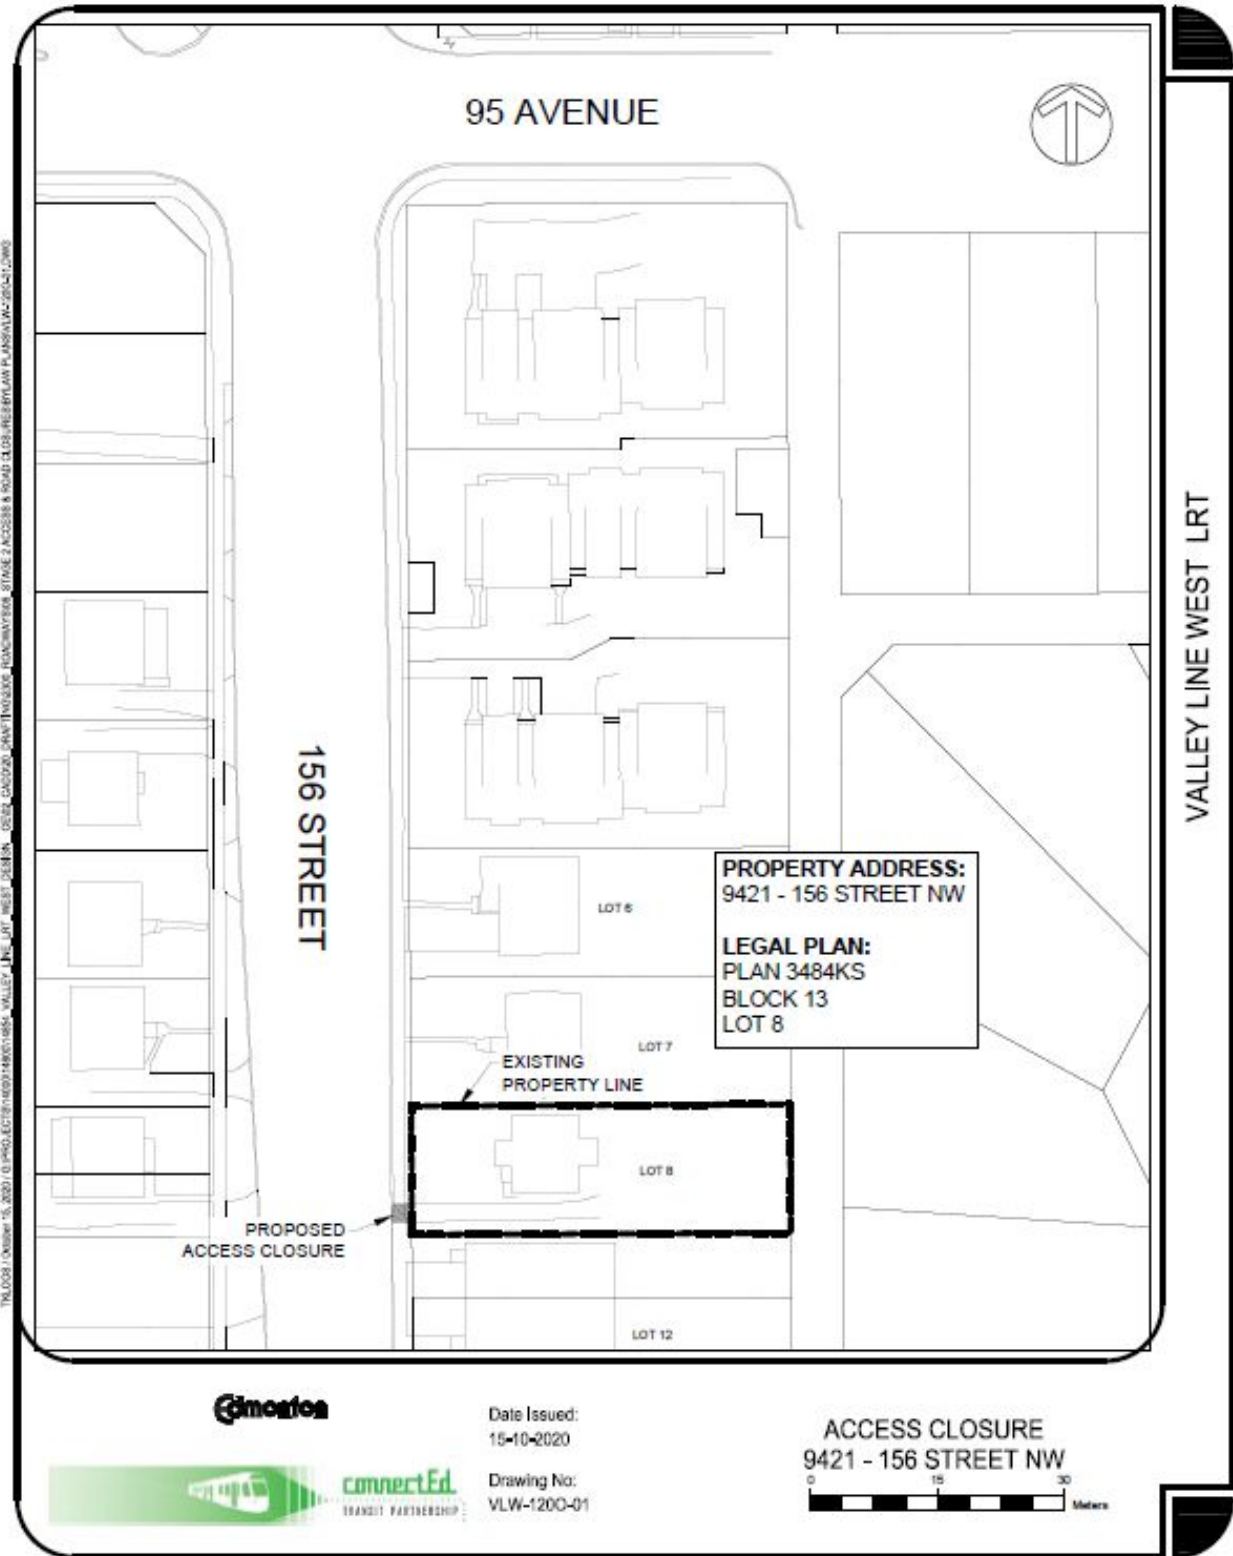 95 AVENUE
156 STREET
VALLEY LINE WEST LRT
PROPERTY ADDRESS:
9421 - 156 STREET NW
LEGAL PLAN:
PLAN 3484KS
BLOCK 13
LOT 8
LOT 6
LOT 7
EXISTING
PROPERTY LINE
LOT 8
PROPOSED
ACCESS CLOSURE
LOT 12
Edmonton
connectEd
TRANSIT PARTNERSHIP
Date Issued:
15-10-2020
Drawing No:
VLW-120O-01
ACCESS CLOSURE
9421 - 156 STREET NW
0 15 30
Meters